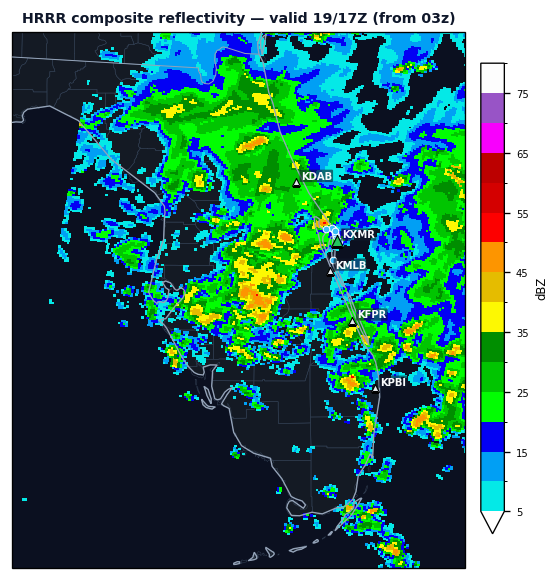 HRRR composite reflectivity — valid 19/17Z (from 03z)
75
65
KDAB
55
KXMR
KMLB
45
dBZ
KFPR
35
KPBI
25
15
5